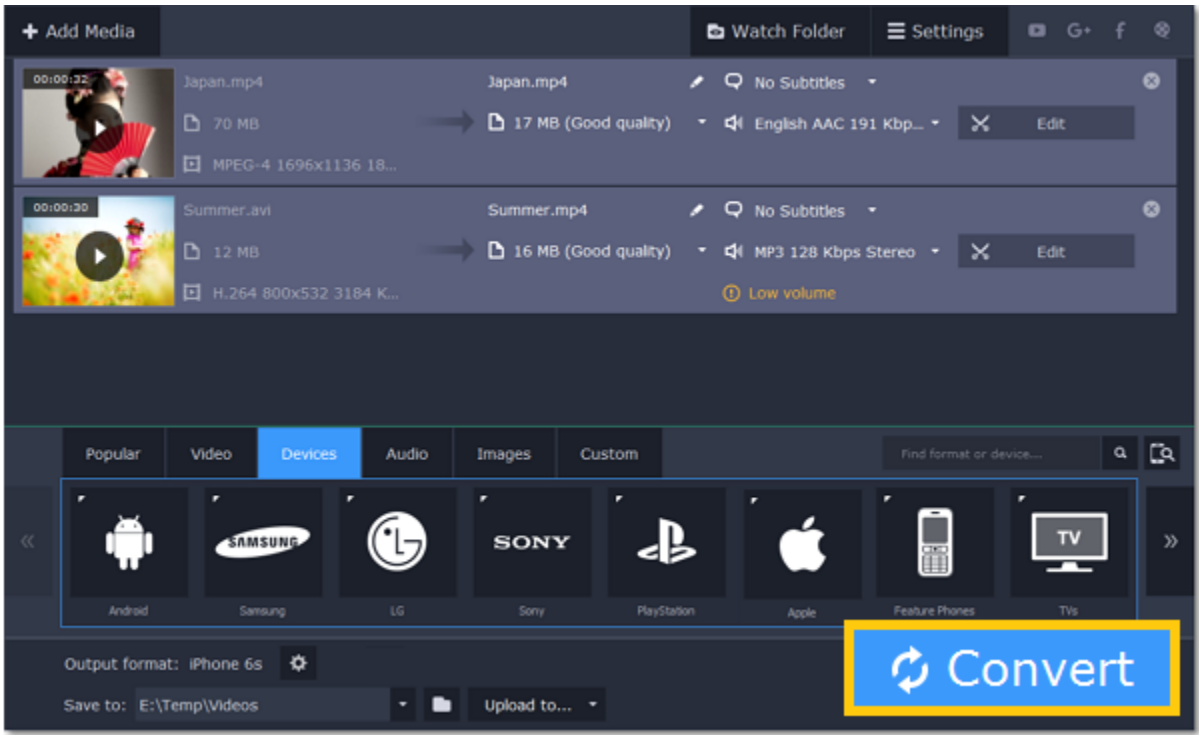 Add Media
Watch Folder
Settings
G+
f
00:00:32
Japan.mp4
Japan.mp4
No Subtitles
70 MB
17 MB (Good quality)
English AAC 191 Kbp...
Edit
MPEG-4 1696x1136 18...
00:00:30
Summer.avi
Summer.mp4
No Subtitles
12 MB
16 MB (Good quality)
MP3 128 Kbps Stereo
Edit
H.264 800x532 3184 K...
Low volume
Popular
Video
Devices
Audio
Images
Custom
Find format or device....
SAMSUNG
LG
SONY
TV
Android
Samsung
LG
Sony
PlayStation
Apple
Feature Phones
TVs
Output format: iPhone 6s
Convert
Save to: E:\Temp\Videos
Upload to...